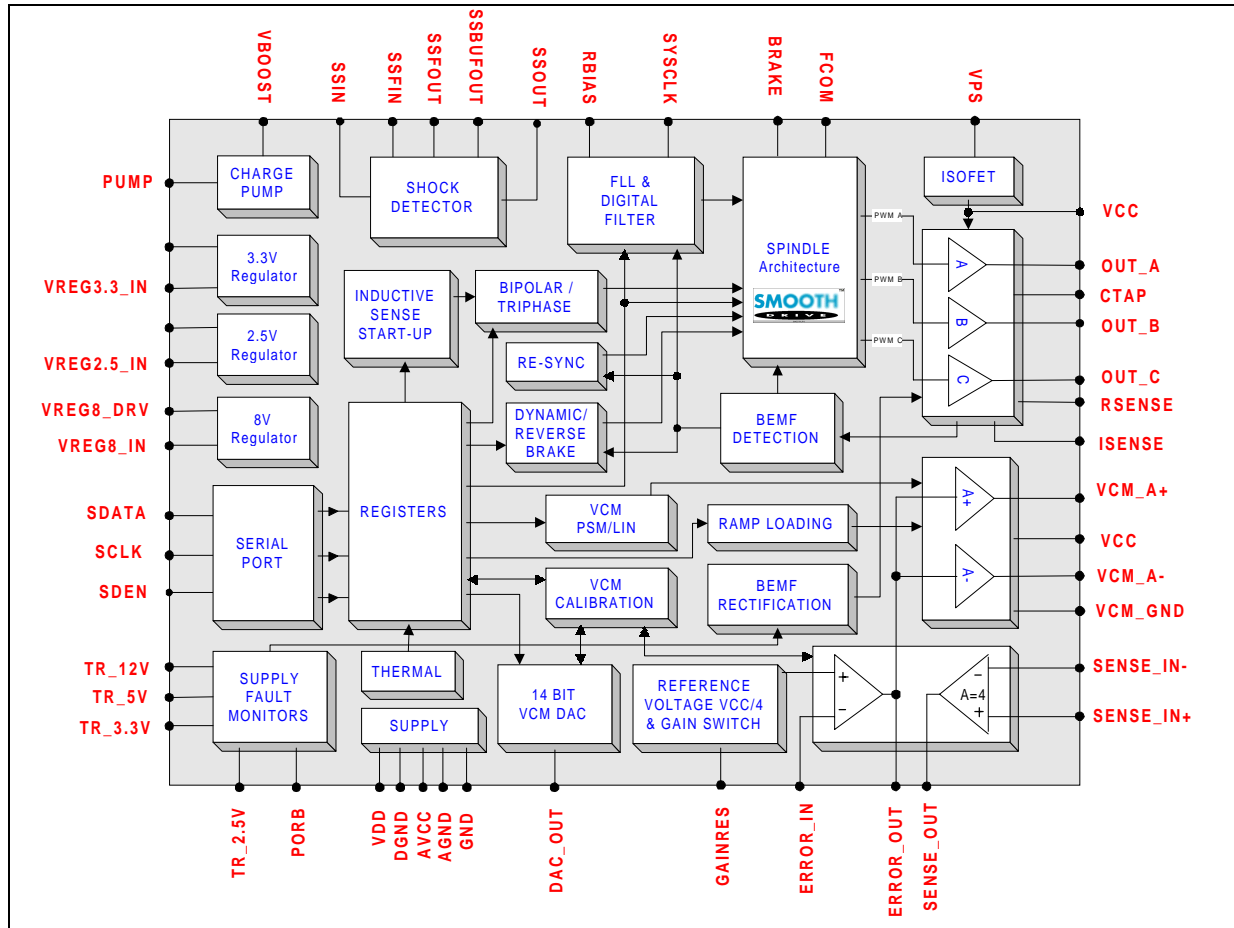 VBOOST
SSIN
SSFIN
SSFOUT
SSBUFOUT
SSOUT
RBIAS
SYSCLK
BRAKE
FCOM
VPS
PUMP
CHARGE
PUMP
SHOCK
DETECTOR
FLL &
DIGITAL
FILTER
SPINDLE
Architecture
SMOOTH
DRIVE
ISOFET
VCC
PWM A
PWM B
PWM C
A
B
C
OUT_A
CTAP
OUT_B
OUT_C
RSENSE
ISENSE
3.3V
Regulator
VREG3.3_IN
2.5V
Regulator
VREG2.5_IN
VREG8_DRV
8V
Regulator
VREG8_IN
INDUCTIVE
SENSE
START-UP
BIPOLAR /
TRIPHASE
RE-SYNC
DYNAMIC/
REVERSE
BRAKE
BEMF
DETECTION
SDATA
SCLK
SDEN
SERIAL
PORT
REGISTERS
VCM
PSM/LIN
RAMP LOADING
VCM
CALIBRATION
BEMF
RECTIFICATION
A+
A-
VCM_A+
VCC
VCM_A-
VCM_GND
TR_12V
TR_5V
TR_3.3V
SUPPLY
FAULT
MONITORS
THERMAL
SUPPLY
14 BIT
VCM DAC
REFERENCE
VOLTAGE VCC/4
& GAIN SWITCH
+
−
−
A=4
+
SENSE_IN-
SENSE_IN+
TR_2.5V
PORB
VDD
DGND
AVCC
AGND
GND
DAC_OUT
GAINRES
ERROR_IN
ERROR_OUT
SENSE_OUT